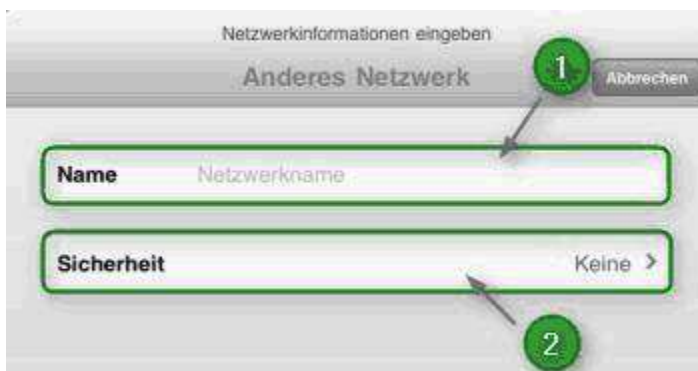 Netzwerkinformationen eingeben
Anderes Netzwerk
1
Abbrechen
Name Netzwerkname
Sicherheit Keine >
2